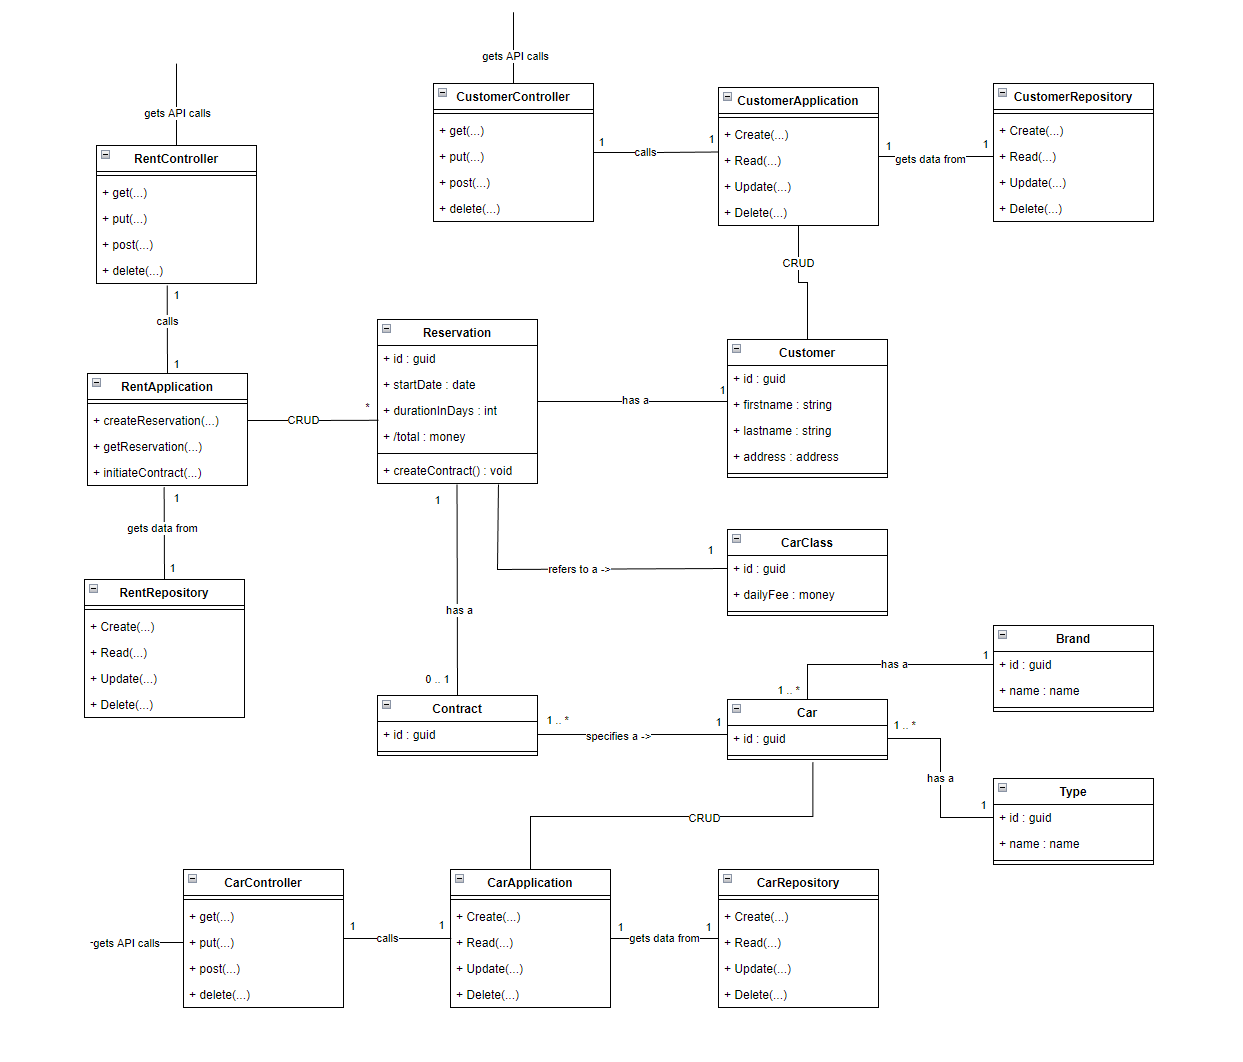 gets API calls
CustomerController
+ get(...)
+ put(...)
+ post(...)
+ delete(...)
1
calls
1
CustomerApplication
+ Create(...)
+ Read(...)
+ Update(...)
+ Delete(...)
1
gets data from
1
CustomerRepository
+ Create(...)
+ Read(...)
+ Update(...)
+ Delete(...)
gets API calls
RentController
+ get(...)
+ put(...)
+ post(...)
+ delete(...)
1
calls
1
RentApplication
+ createReservation(...)
+ getReservation(...)
+ initiateContract(...)
CRUD
*
1
gets data from
1
RentRepository
+ Create(...)
+ Read(...)
+ Update(...)
+ Delete(...)
Reservation
+ id : guid
+ startDate : date
+ durationInDays : int
+ /total : money
+ createContract() : void
has a
1
CRUD
Customer
+ id : guid
+ firstname : string
+ lastname : string
+ address : address
1
has a
0 .. 1
refers to a ->
1
CarClass
+ id : guid
+ dailyFee : money
Contract
+ id : guid
1 .. *
specifies a ->
1
Car
+ id : guid
1 .. *
has a
1
Brand
+ id : guid
+ name : name
1 .. *
has a
1
Type
+ id : guid
+ name : name
CRUD
gets API calls
CarController
+ get(...)
+ put(...)
+ post(...)
+ delete(...)
1
calls
1
CarApplication
+ Create(...)
+ Read(...)
+ Update(...)
+ Delete(...)
1
gets data from
1
CarRepository
+ Create(...)
+ Read(...)
+ Update(...)
+ Delete(...)